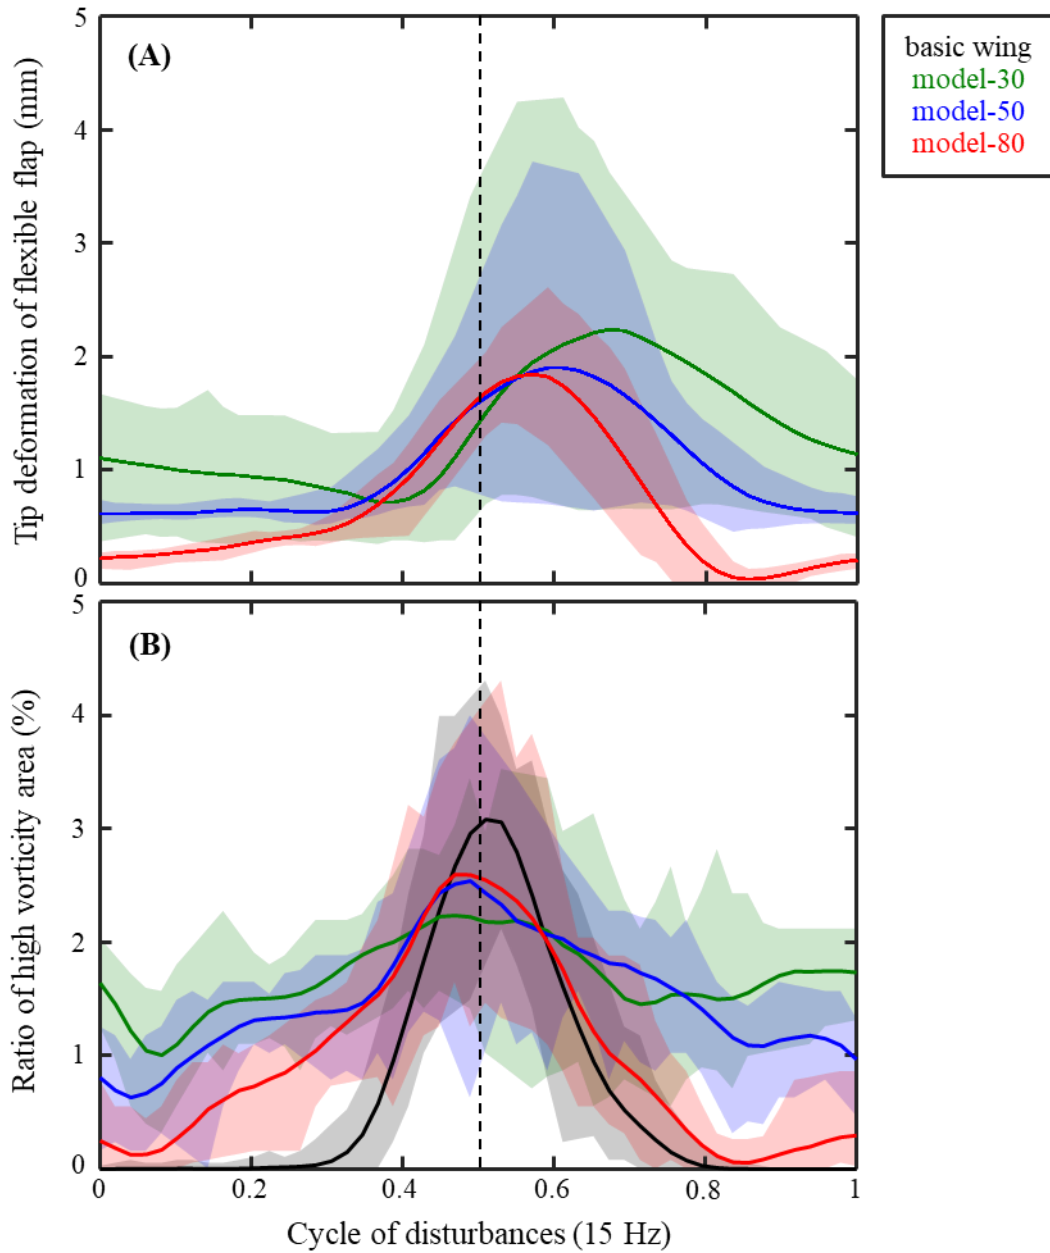 (A)
Tip deformation of flexible flap (mm)
5
4
3
2
1
0
basic wing
model-30
model-50
model-80
(B)
Ratio of high vorticity area (%)
5
4
3
2
1
0
0 0.2 0.4 0.6 0.8 1
Cycle of disturbances (15 Hz)